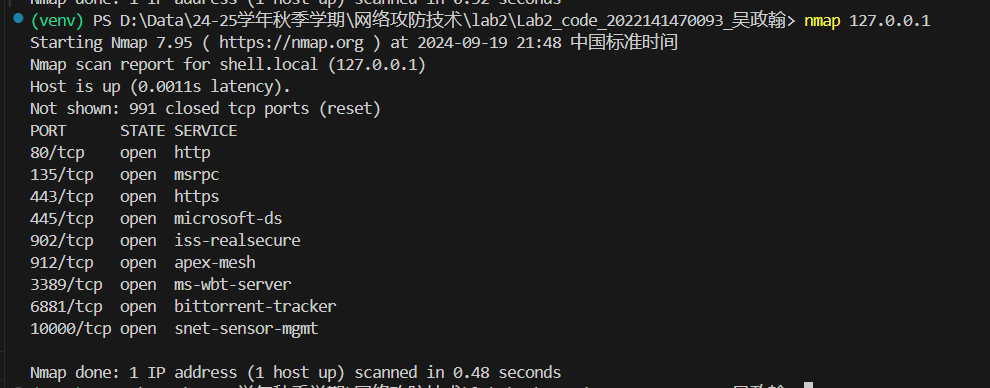 Nmap done: 1 IP address (1 host up) scanned in 0.52 seconds
(venv) PS D:\Data\24-25学年秋季学期\网络攻防技术\lab2\Lab2_code_2022141470093_吴政翰> nmap 127.0.0.1
Starting Nmap 7.95 ( https://nmap.org ) at 2024-09-19 21:48 中国标准时间
Nmap scan report for shell.local (127.0.0.1)
Host is up (0.0011s latency).
Not shown: 991 closed tcp ports (reset)
PORT      STATE SERVICE
80/tcp    open  http
135/tcp   open  msrpc
443/tcp   open  https
445/tcp   open  microsoft-ds
902/tcp   open  iss-realsecure
912/tcp   open  apex-mesh
3389/tcp  open  ms-wbt-server
6881/tcp  open  bittorrent-tracker
10000/tcp open  snet-sensor-mgmt
Nmap done: 1 IP address (1 host up) scanned in 0.48 seconds